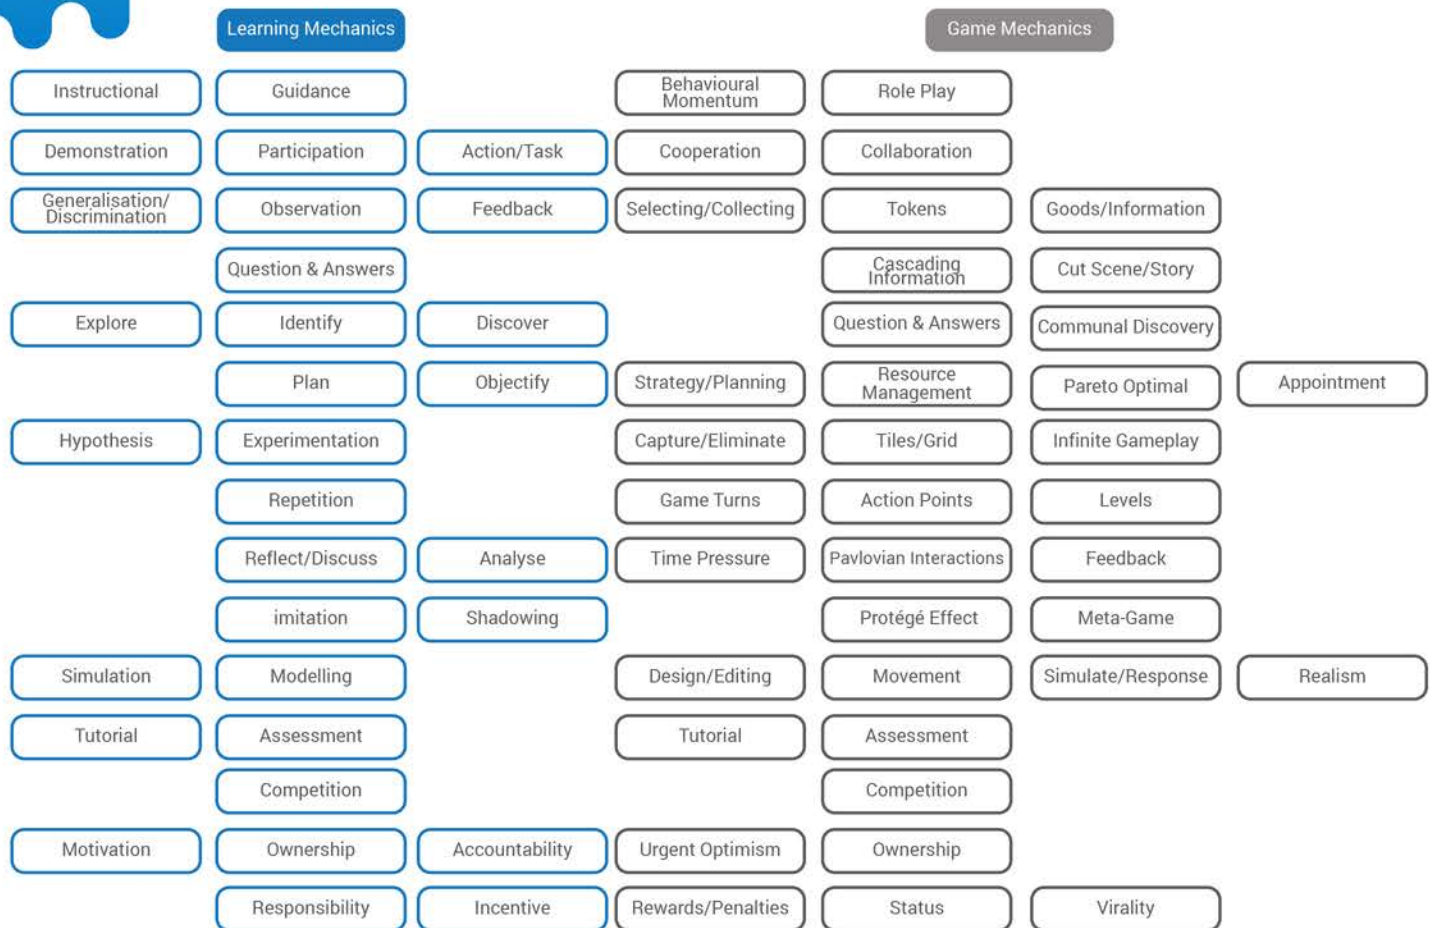 Learning Mechanics
Game Mechanics
Instructional
Guidance
Behavioural
Momentum
Role Play
Demonstration
Participation
Action/Task
Cooperation
Collaboration
Generalisation/
Discrimination
Observation
Feedback
Selecting/Collecting
Tokens
Goods/Information
Question & Answers
Cascading
Information
Cut Scene/Story
Explore
Identify
Discover
Question & Answers
Communal Discovery
Plan
Objectify
Strategy/Planning
Resource
Management
Pareto Optimal
Appointment
Hypothesis
Experimentation
Capture/Eliminate
Tiles/Grid
Infinite Gameplay
Repetition
Game Turns
Action Points
Levels
Reflect/Discuss
Analyse
Time Pressure
Pavlovian Interactions
Feedback
imitation
Shadowing
Protégé Effect
Meta-Game
Simulation
Modelling
Design/Editing
Movement
Simulate/Response
Realism
Tutorial
Assessment
Tutorial
Assessment
Competition
Competition
Motivation
Ownership
Accountability
Urgent Optimism
Ownership
Responsibility
Incentive
Rewards/Penalties
Status
Virality